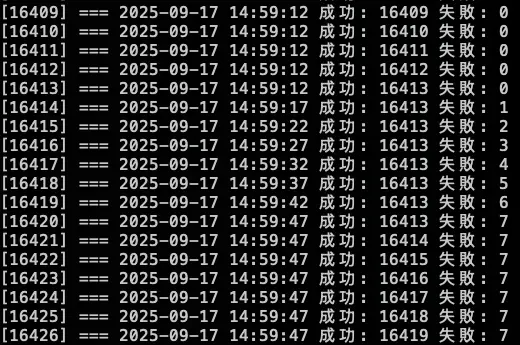 [16409] === 2025-09-17 14:59:12 成功: 16409 失敗: 0
[16410] === 2025-09-17 14:59:12 成功: 16410 失敗: 0
[16411] === 2025-09-17 14:59:12 成功: 16411 失敗: 0
[16412] === 2025-09-17 14:59:12 成功: 16412 失敗: 0
[16413] === 2025-09-17 14:59:12 成功: 16413 失敗: 0
[16414] === 2025-09-17 14:59:17 成功: 16413 失敗: 1
[16415] === 2025-09-17 14:59:22 成功: 16413 失敗: 2
[16416] === 2025-09-17 14:59:27 成功: 16413 失敗: 3
[16417] === 2025-09-17 14:59:32 成功: 16413 失敗: 4
[16418] === 2025-09-17 14:59:37 成功: 16413 失敗: 5
[16419] === 2025-09-17 14:59:42 成功: 16413 失敗: 6
[16420] === 2025-09-17 14:59:47 成功: 16413 失敗: 7
[16421] === 2025-09-17 14:59:47 成功: 16414 失敗: 7
[16422] === 2025-09-17 14:59:47 成功: 16415 失敗: 7
[16423] === 2025-09-17 14:59:47 成功: 16416 失敗: 7
[16424] === 2025-09-17 14:59:47 成功: 16417 失敗: 7
[16425] === 2025-09-17 14:59:47 成功: 16418 失敗: 7
[16426] === 2025-09-17 14:59:47 成功: 16419 失敗: 7